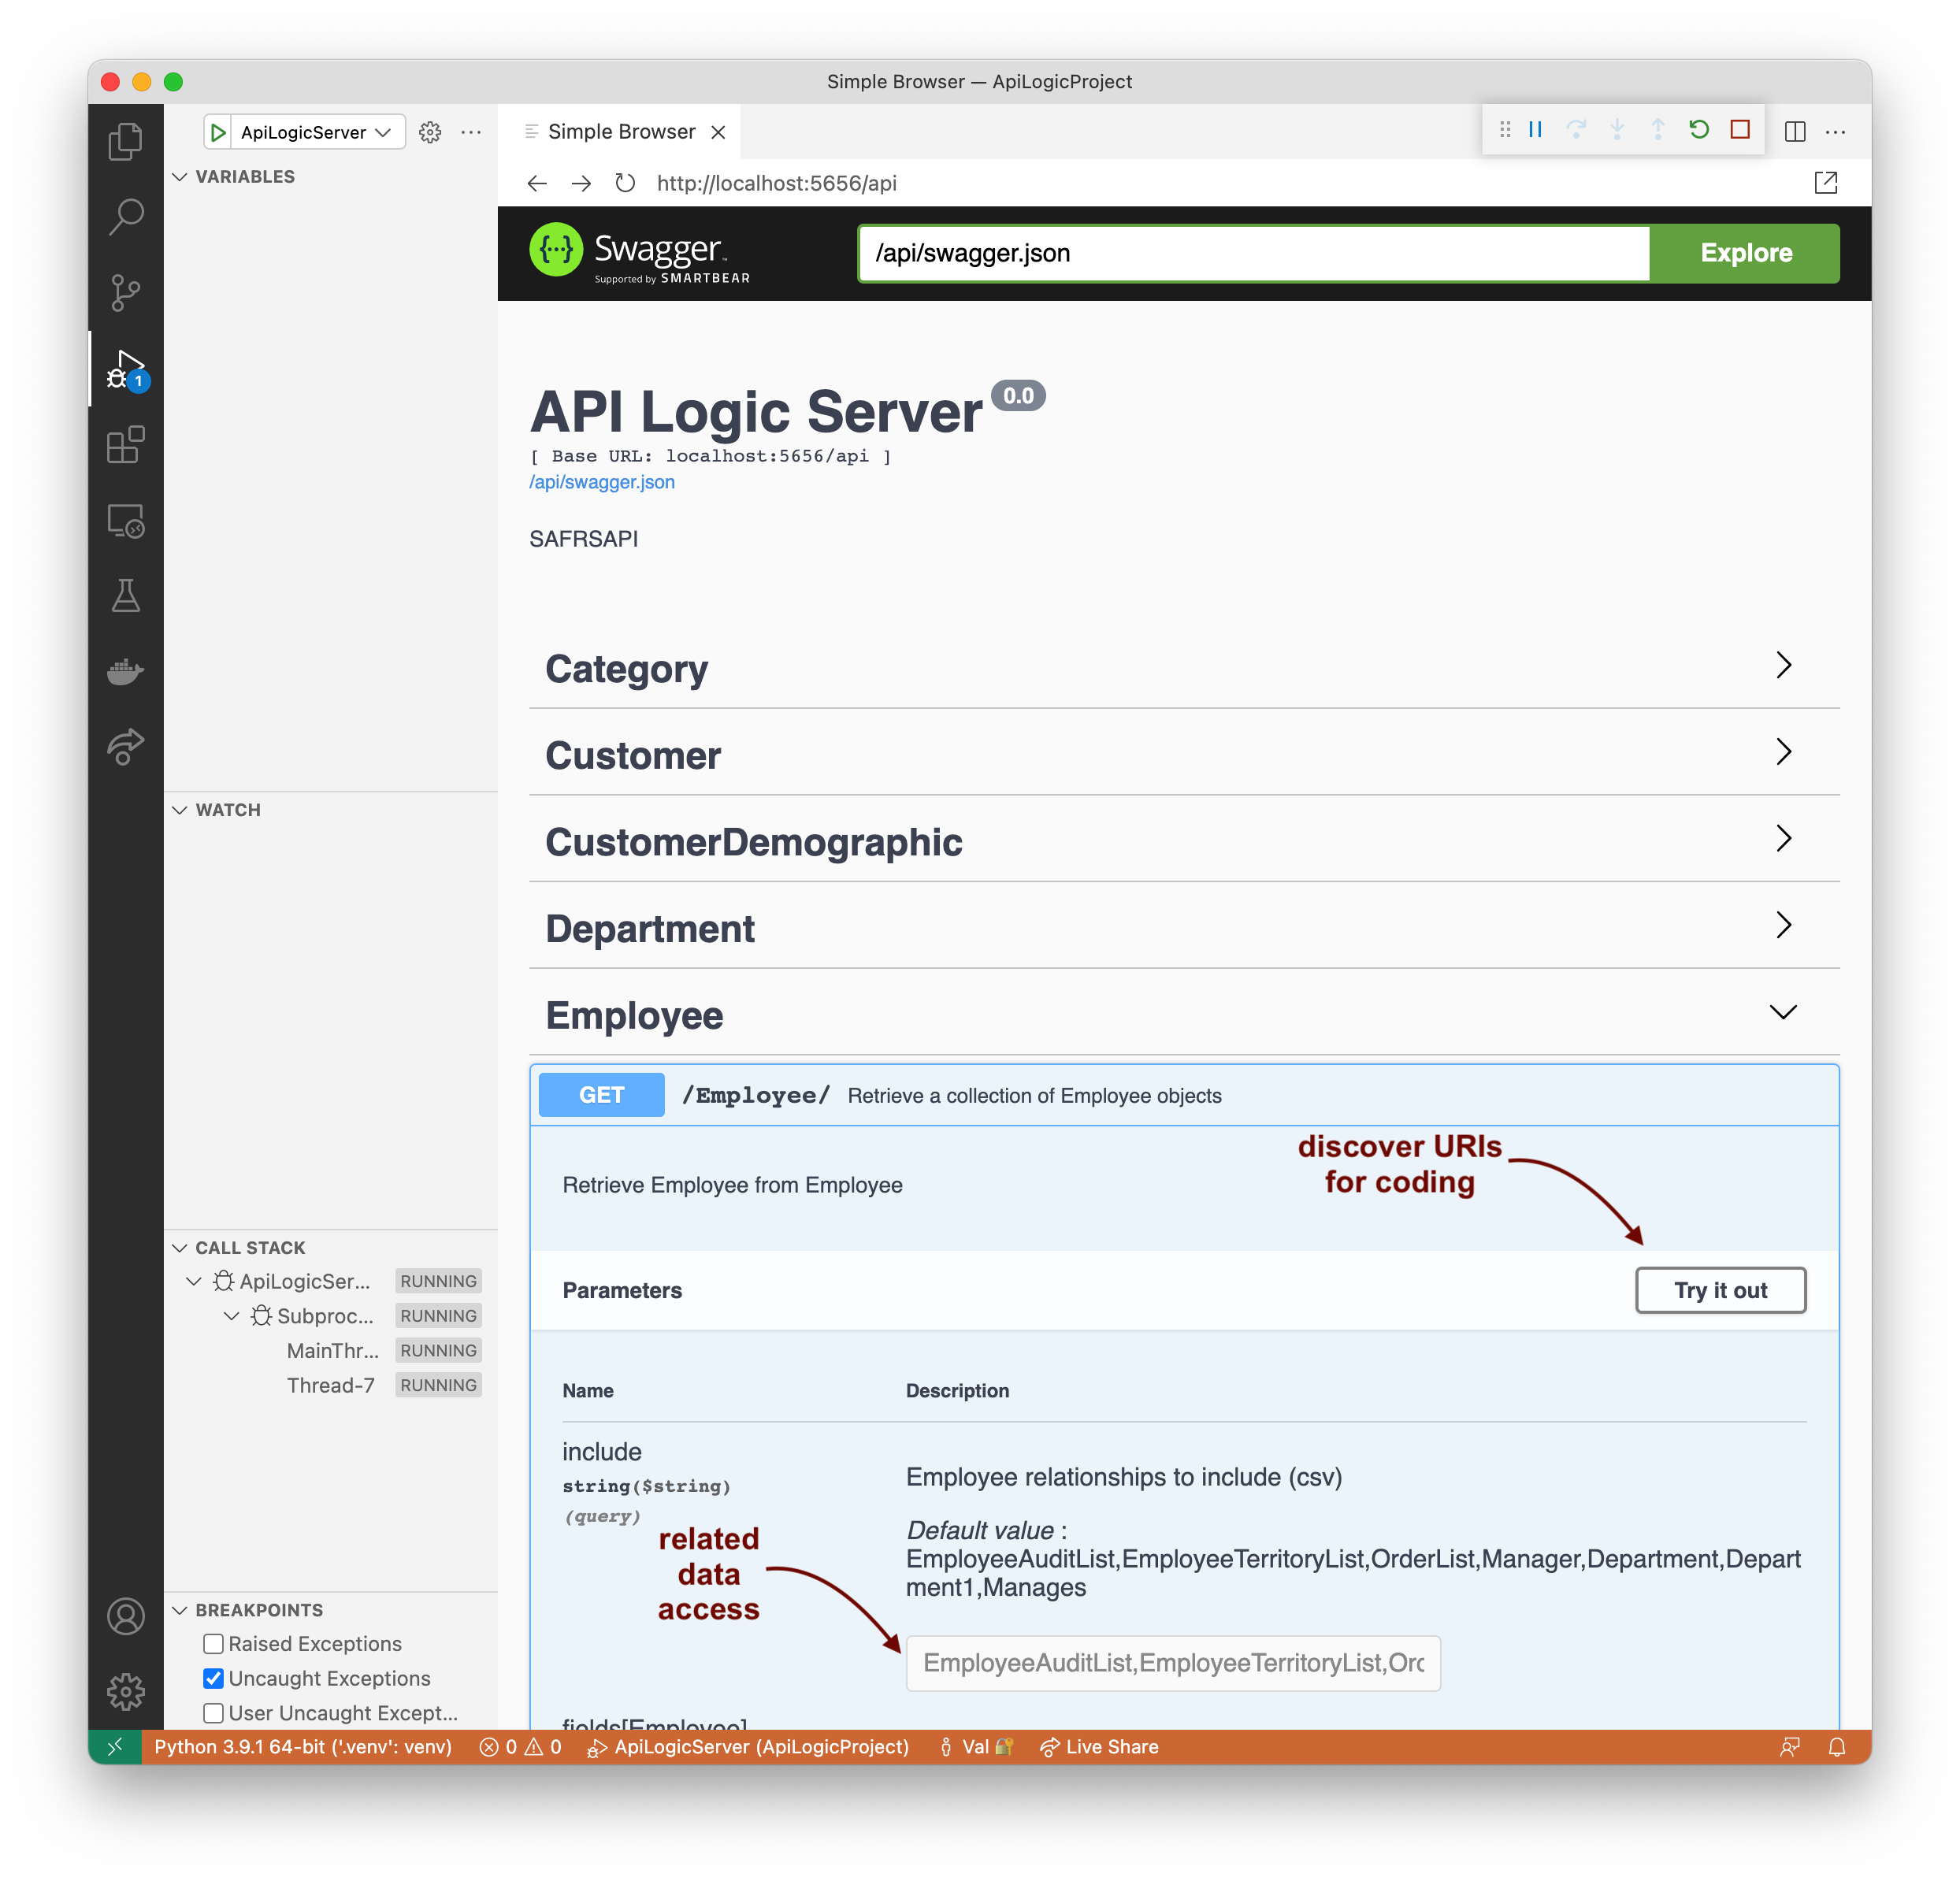 Simple Browser — ApiLogicProject
ApiLogicServer
Simple Browser
VARIABLES
http://localhost:5656/api
Swagger
Supported by SMARTBEAR
/api/swagger.json
Explore
1
API Logic Server 0.0
[ Base URL: localhost:5656/api ]
/api/swagger.json
SAFRSAPI
Category
Customer
WATCH
CustomerDemographic
Department
Employee
GET /Employee/ Retrieve a collection of Employee objects
discover URIs
for coding
Retrieve Employee from Employee
CALL STACK
ApiLogicSer... RUNNING
Subproc... RUNNING
MainThr... RUNNING
Thread-7 RUNNING
Parameters
Try it out
Name Description
include
string($string)
(query)
Employee relationships to include (csv)
Default value :
EmployeeAuditList,EmployeeTerritoryList,OrderList,Manager,Department,Depart
ment1,Manages
related
data
access
EmployeeAuditList,EmployeeTerritoryList,Orc
BREAKPOINTS
Raised Exceptions
Uncaught Exceptions
User Uncaught Except...
fields[Employee]
Python 3.9.1 64-bit ('.venv': venv) 0 0 ApiLogicServer (ApiLogicProject) Val Live Share